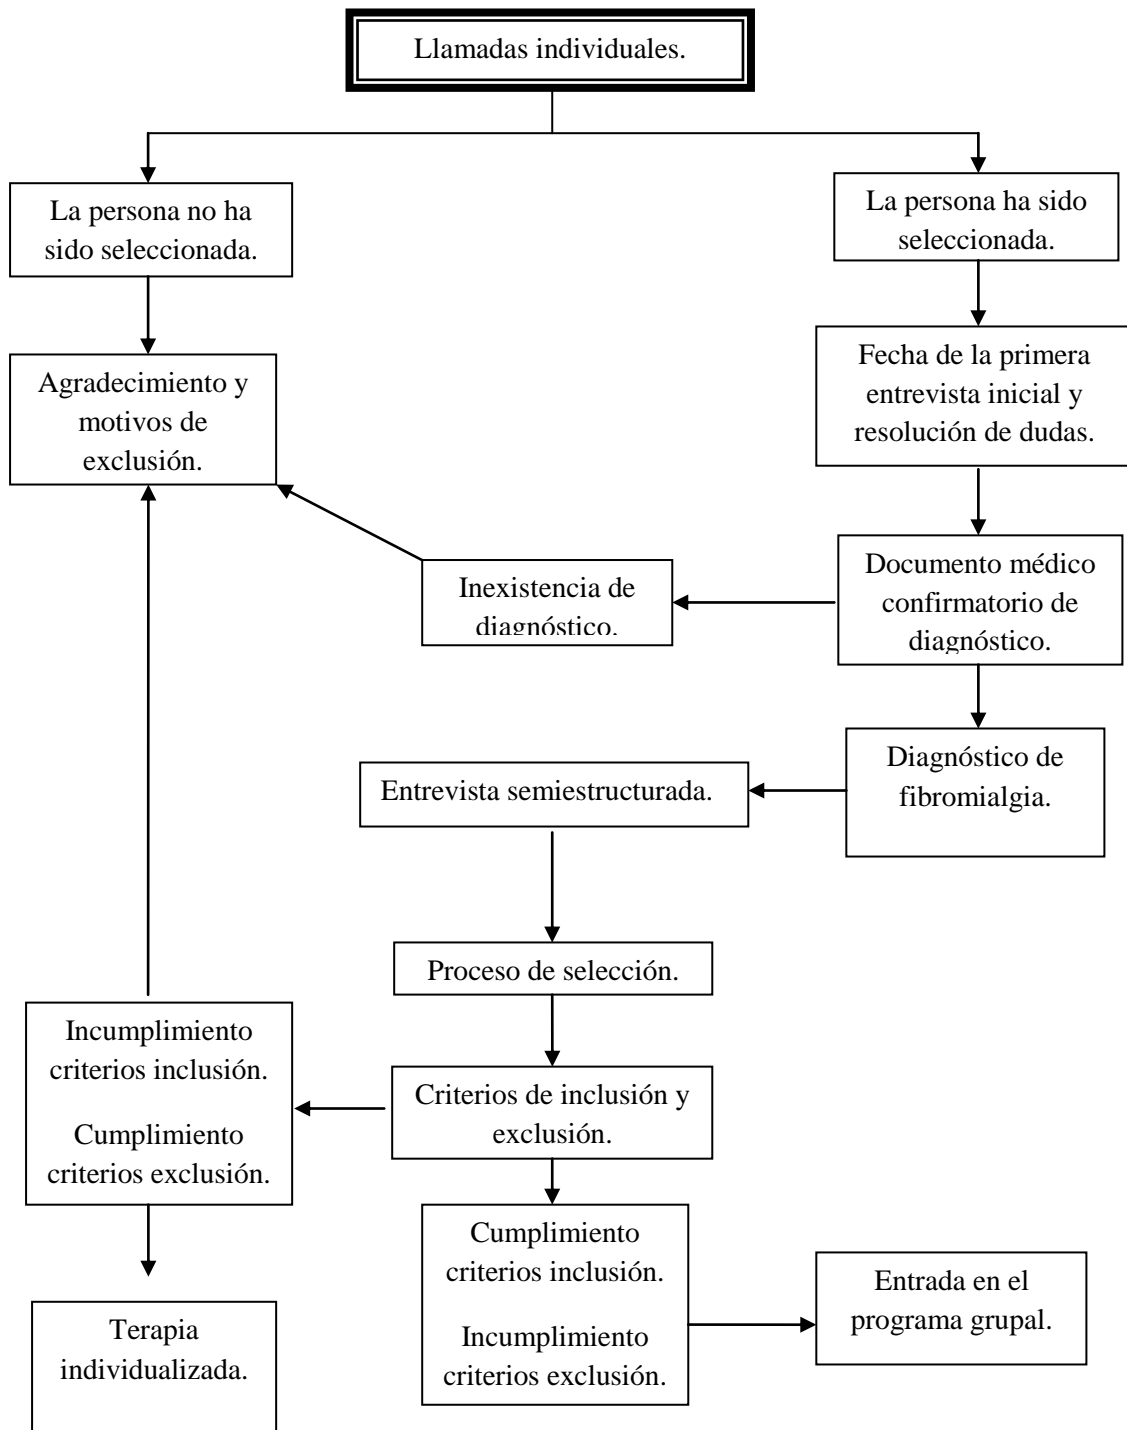 Llamadas individuales.
La persona no ha
sido seleccionada.
La persona ha sido
seleccionada.
Agradecimiento y
motivos de
exclusión.
Fecha de la primera
entrevista inicial y
resolución de dudas.
Inexistencia de
diagnóstico.
Documento médico
confirmatorio de
diagnóstico.
Diagnóstico de
fibromialgia.
Entrevista semiestructurada.
Proceso de selección.
Incumplimiento
criterios inclusión.
Cumplimiento
criterios exclusión.
Criterios de inclusión y
exclusión.
Cumplimiento
criterios inclusión.
Incumplimiento
criterios exclusión.
Entrada en el
programa grupal.
Terapia
individualizada.